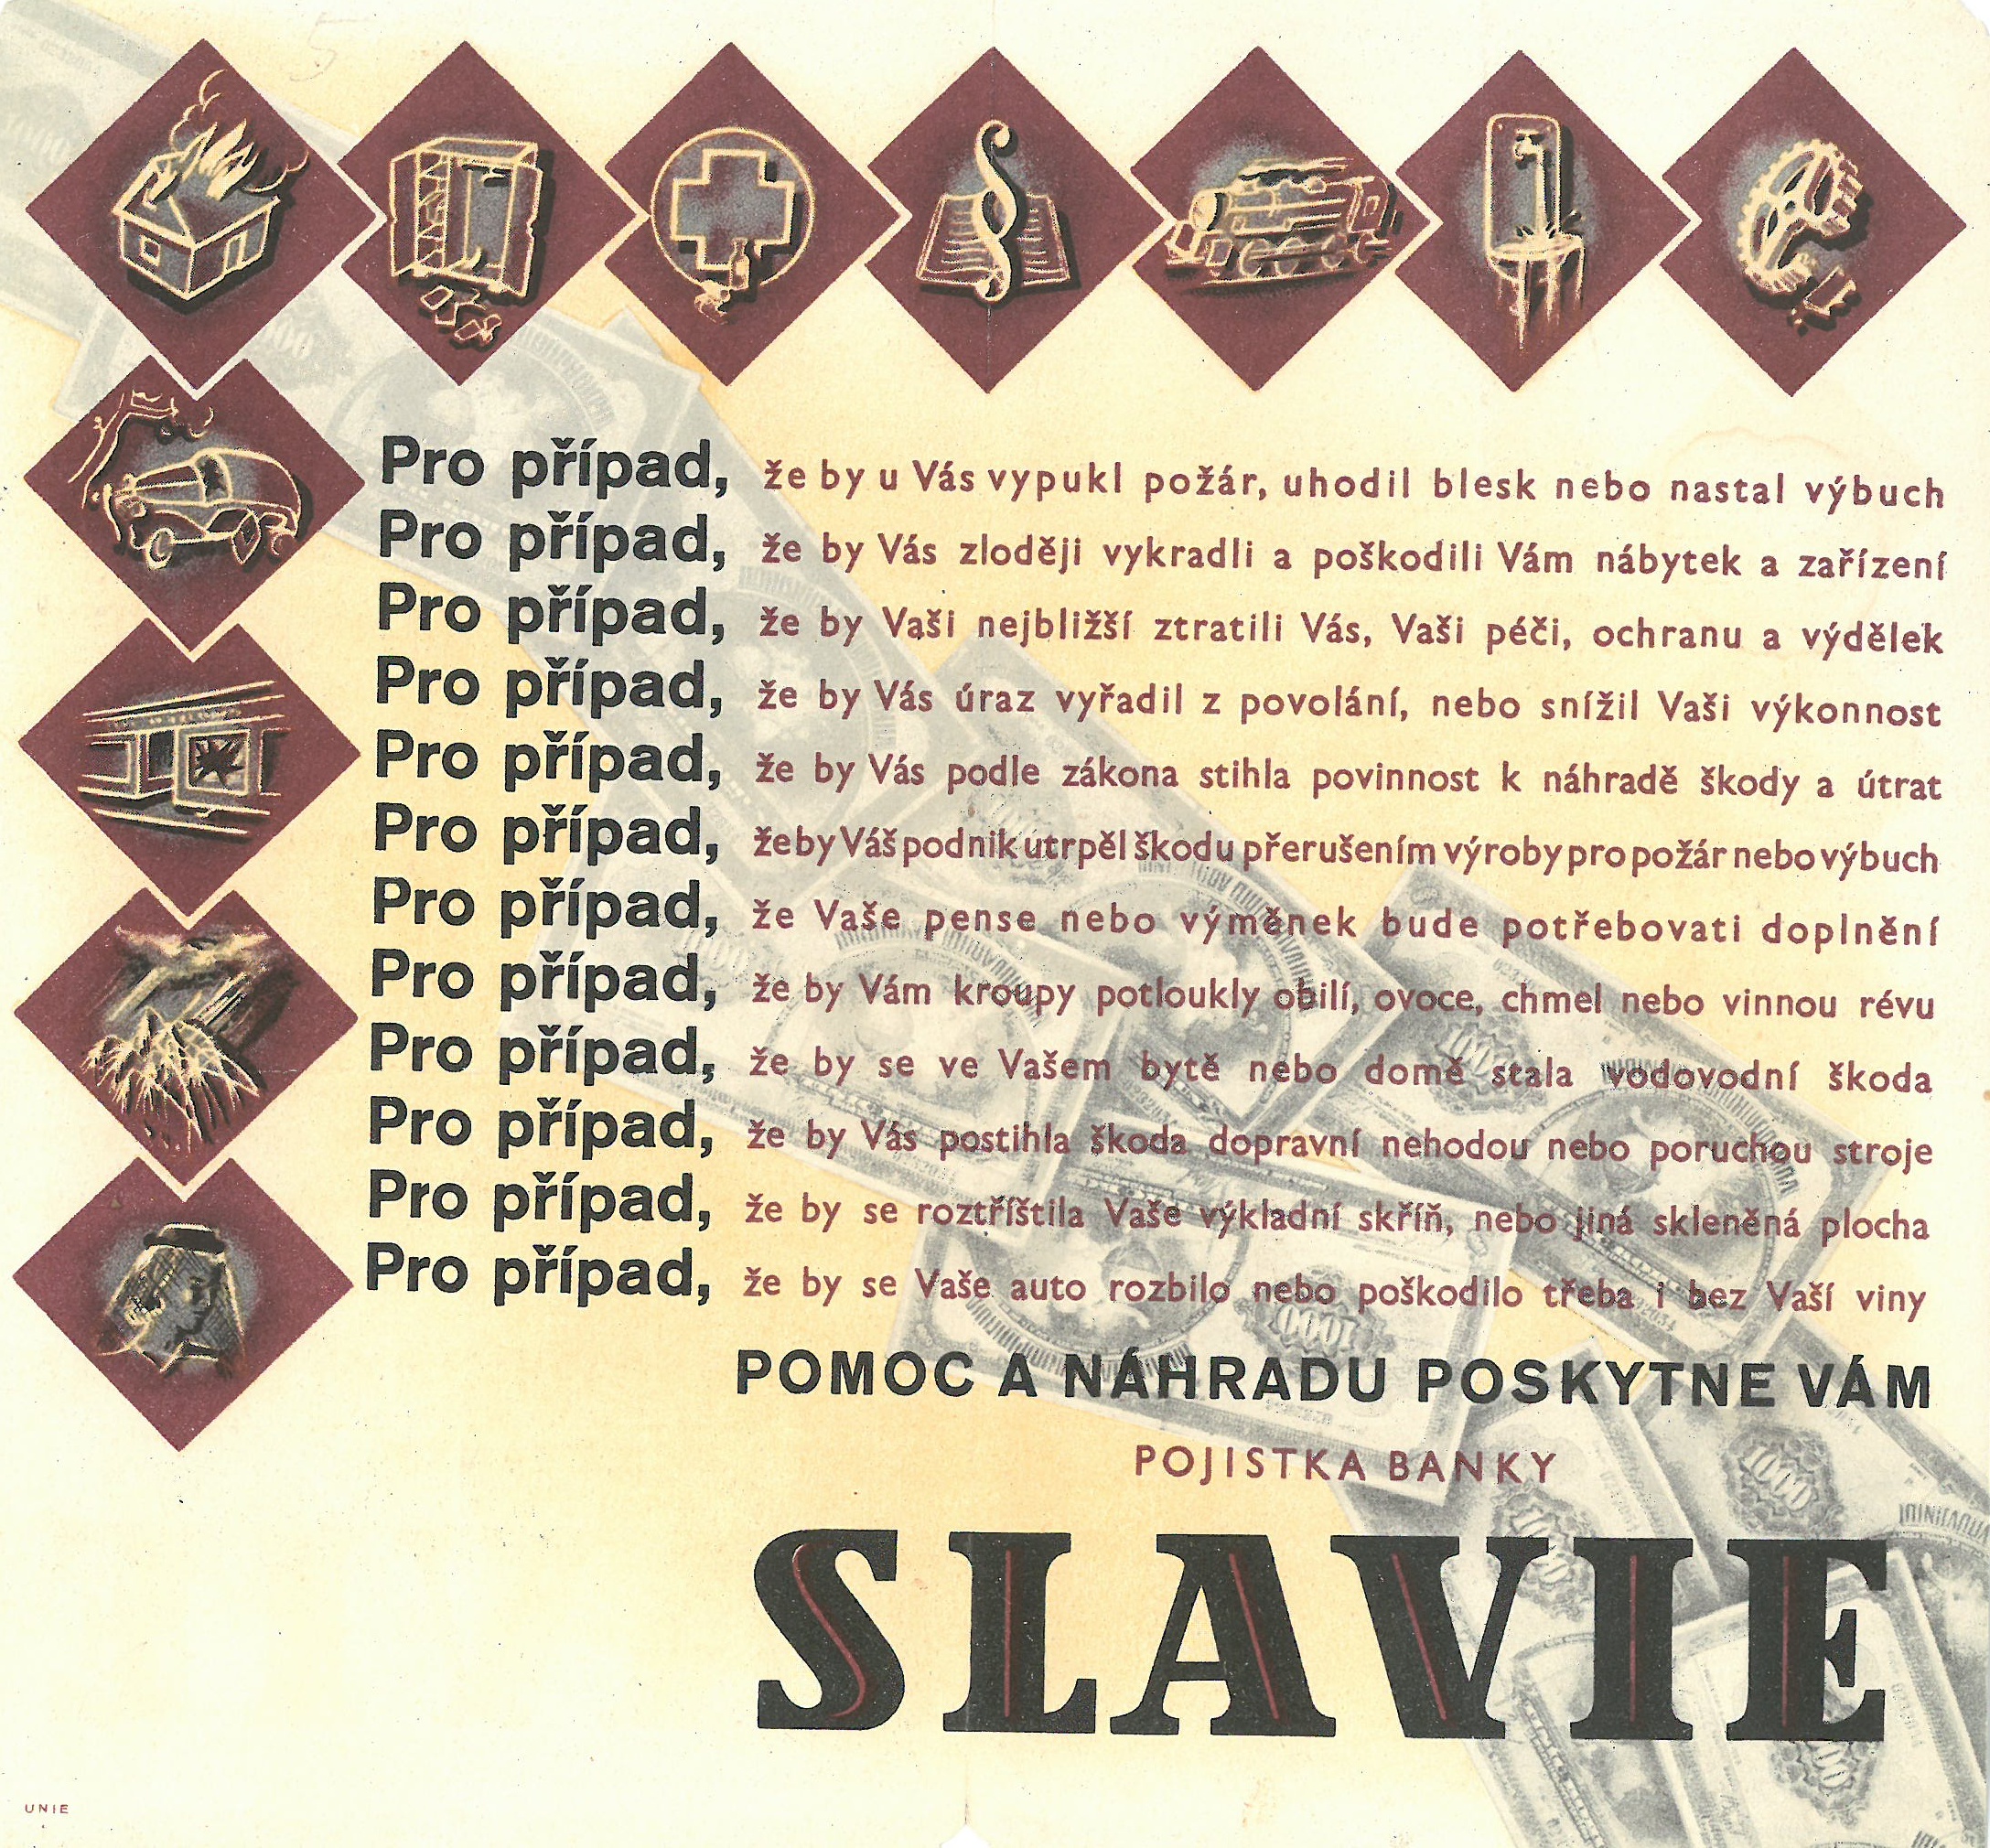 Pro případ, že by u Vás vypukl požár, uhodil blesk nebo nastal výbuch
Pro případ, že by Vás zloději vykradli a poškodili Vám nábytek a zařízení
Pro případ, že by Vaši nejbližší ztratili Vás, Vaši péči, ochranu a výdělek
Pro případ, že by Vás úraz vyřadil z povolání, nebo snížil Vaši výkonnost
Pro případ, že by Vás podle zákona stihla povinnost k náhradě škody a útrat
Pro případ, že by Váš podnik utrpěl škodu přerušením výroby pro požár nebo výbuch
Pro případ, že Vaše pense nebo výměnek bude potřebovati doplnění
Pro případ, že by Vám kroupy potloukly obilí, ovoce, chmel nebo vinnou révu
Pro případ, že by se ve Vašem bytě nebo domě stala vodovodní škoda
Pro případ, že by Vás postihla škoda dopravní nehodou nebo poruchou stroje
Pro případ, že by se roztříštila Vaše výkladní skříň, nebo jiná skleněná plocha
Pro případ, že by se Vaše auto rozbilo nebo poškodilo třeba i bez Vaší viny
POMOC A NÁHRADU POSKYTNE VÁM
POJISTKA BANKY
SLAVIE
UNIE